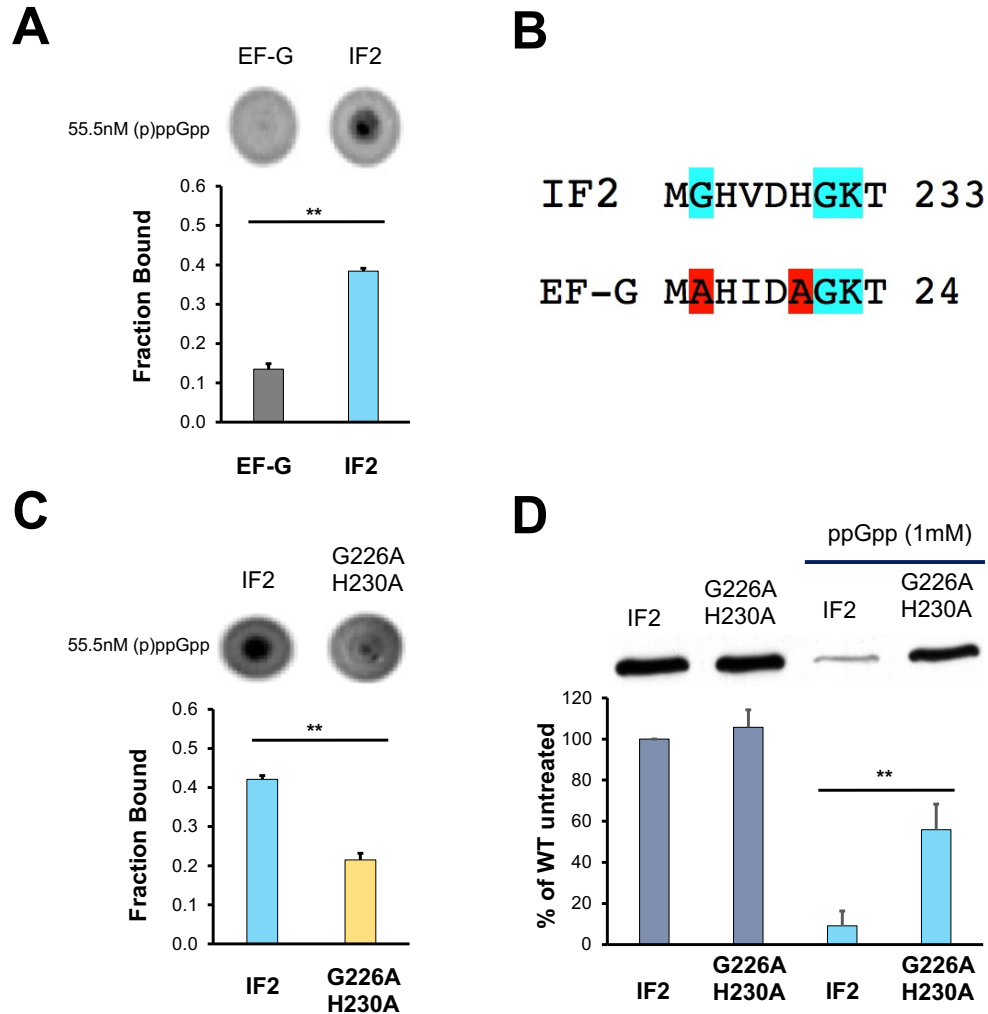 A
EF-G IF2
55.5nM (p)ppGpp
0.6
0.5
0.4
0.3
0.2
0.1
0.0
Fraction Bound
**
EF-G IF2
B
IF2 MGHVDHGKT 233
EF-G MAHIDAGKT 24
C
IF2 G226A
H230A
55.5nM (p)ppGpp
0.6
0.5
0.4
0.3
0.2
0.1
0.0
Fraction Bound
**
IF2 G226A
H230A
D
ppGpp (1mM)
IF2 G226A
H230A
IF2 G226A
H230A
120
100
80
60
40
20
0
% of WT untreated
**
IF2 G226A
H230A
IF2 G226A
H230A